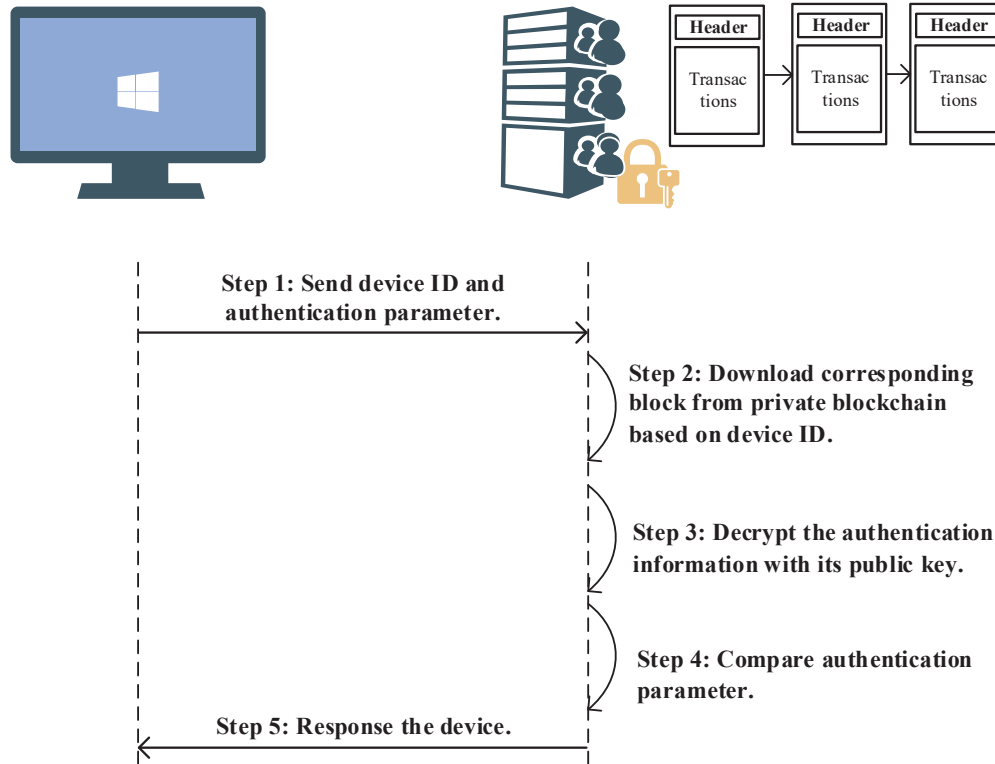 Header
Header
Header
Transac
tions
Transac
tions
Transac
tions
Step 1: Send device ID and
authentication parameter.
Step 2: Download corresponding
block from private blockchain
based on device ID.
Step 3: Decrypt the authentication
information with its public key.
Step 4: Compare authentication
parameter.
Step 5: Response the device.